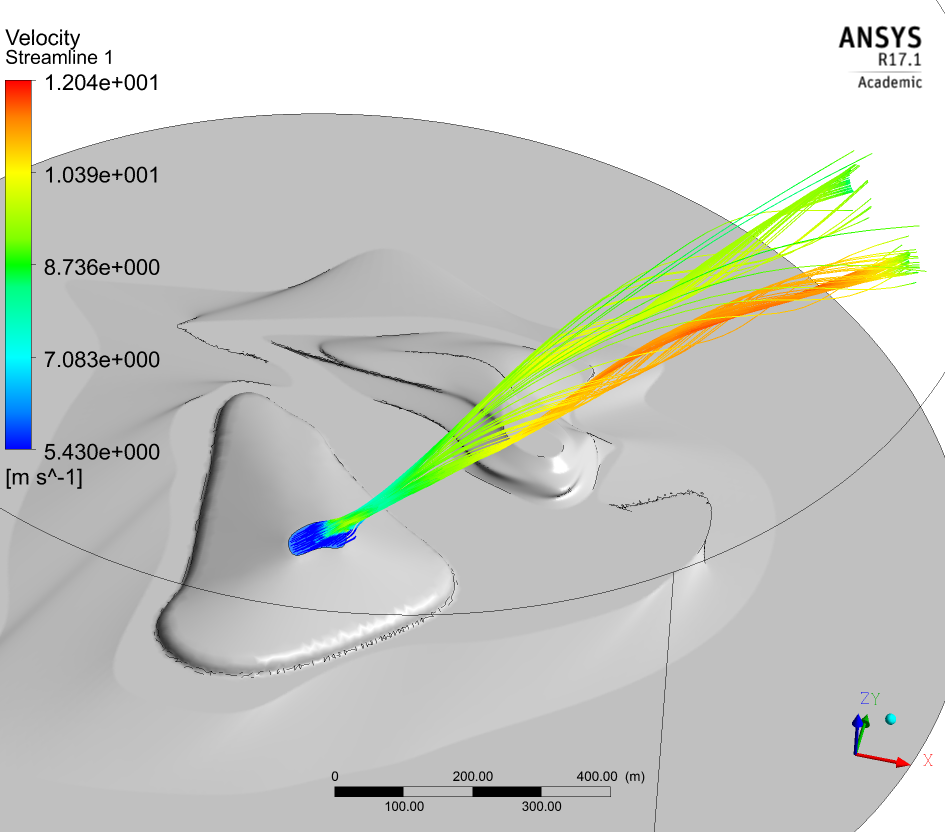 Velocity
Streamline 1
1.204e+001
1.039e+001
8.736e+000
7.083e+000
5.430e+000
[m s^-1]
ANSYS
R17.1
Academic
Z Y
X
0 200.00 400.00 (m)
100.00 300.00